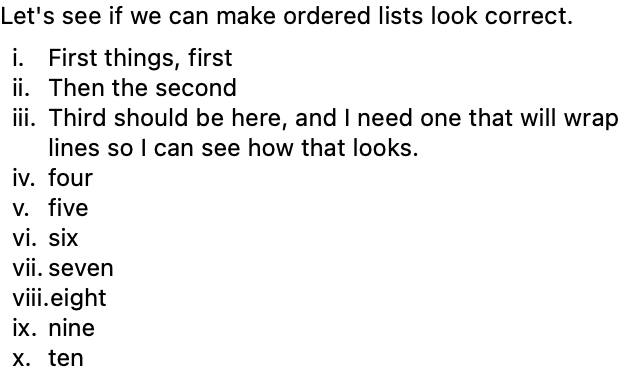 Let's see if we can make ordered lists look correct.
i. First things, first
ii. Then the second
iii. Third should be here, and I need one that will wrap
lines so I can see how that looks.
iv. four
v. five
vi. six
vii. seven
viii.eight
ix. nine
x. ten